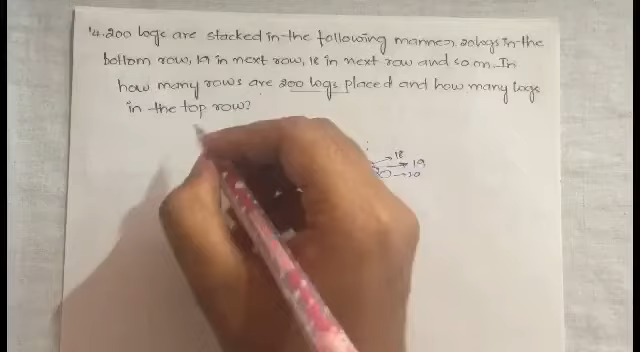 14. 200 logs are stacked in the following manner. 20 logs in the
bottom row, 19 in next row, 18 in next row and so on. In
how many rows are 200 logs placed and how many logs
in the top row?
→ 18
→ 19
→ 20